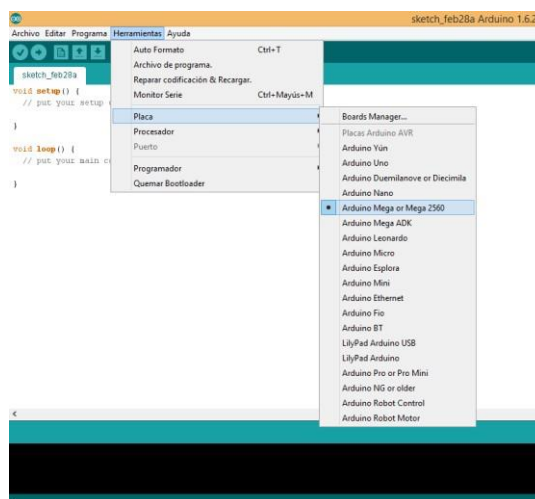 sketch_feb28a Arduino 1.6.2
Archivo Editar Programa Herramientas Ayuda
sketch_feb28a
void setup() {
// put your setup
}
void loop() {
// put your main co
}
Auto Formato Ctrl+T
Archivo de programa.
Reparar codificación & Recargar.
Monitor Serie Ctrl+Mayús+M
Placa
Procesador
Puerto
Programador
Quemar Bootloader
Boards Manager...
Placas Arduino AVR
Arduino Yún
Arduino Uno
Arduino Duemilanove or Diecimila
Arduino Nano
Arduino Mega or Mega 2560
Arduino Mega ADK
Arduino Leonardo
Arduino Micro
Arduino Esplora
Arduino Mini
Arduino Ethernet
Arduino Fio
Arduino BT
LilyPad Arduino USB
LilyPad Arduino
Arduino Pro or Pro Mini
Arduino NG or older
Arduino Robot Control
Arduino Robot Motor